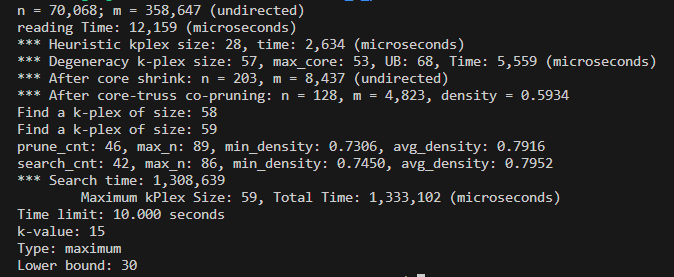 n = 70,068; m = 358,647 (undirected)
reading Time: 12,159 (microseconds)
*** Heuristic kplex size: 28, time: 2,634 (microseconds)
*** Degeneracy k-plex size: 57, max_core: 53, UB: 68, Time: 5,559 (microseconds)
*** After core shrink: n = 203, m = 8,437 (undirected)
*** After core-truss co-pruning: n = 128, m = 4,823, density = 0.5934
Find a k-plex of size: 58
Find a k-plex of size: 59
prune_cnt: 46, max_n: 89, min_density: 0.7306, avg_density: 0.7916
search_cnt: 42, max_n: 86, min_density: 0.7450, avg_density: 0.7952
*** Search time: 1,308,639
        Maximum kPlex Size: 59, Total Time: 1,333,102 (microseconds)
Time limit: 10.000 seconds
k-value: 15
Type: maximum
Lower bound: 30